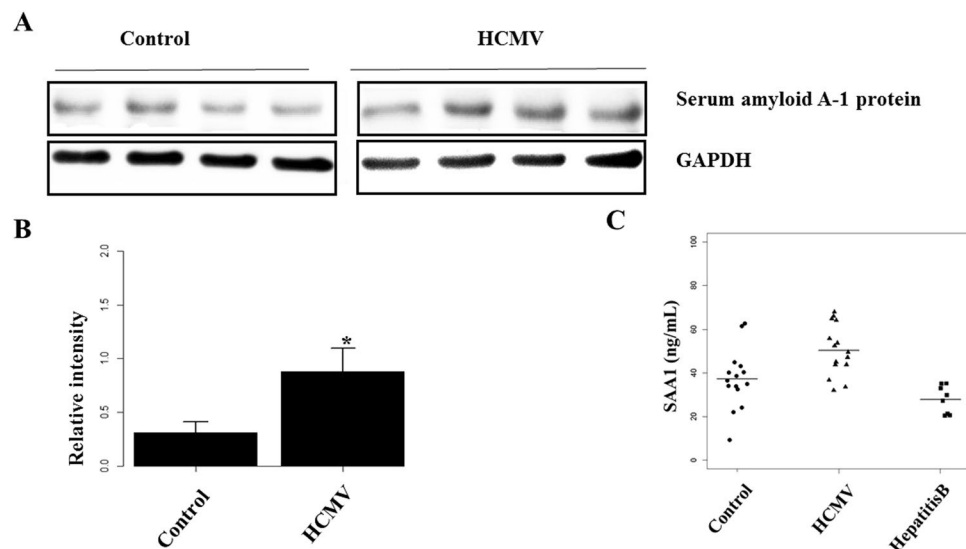 A
Control
HCMV
Serum amyloid A-1 protein
GAPDH
B
Relative intensity
2.0
1.5
1.0
0.5
0.0
*
Control
HCMV
C
SAA1 (ng/mL)
100
80
60
40
20
0
Control
HCMV
HepatitisB